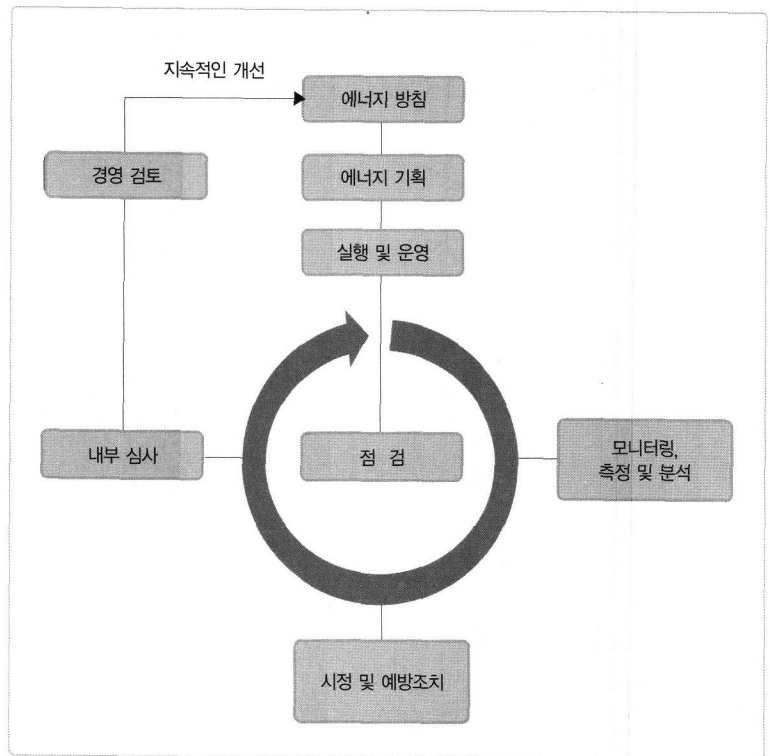 지속적인 개선
에너지 방침
경영 검토
에너지 기획
실행 및 운영
내부 심사
점 검
모니터링,
측정 및 분석
시정 및 예방조치